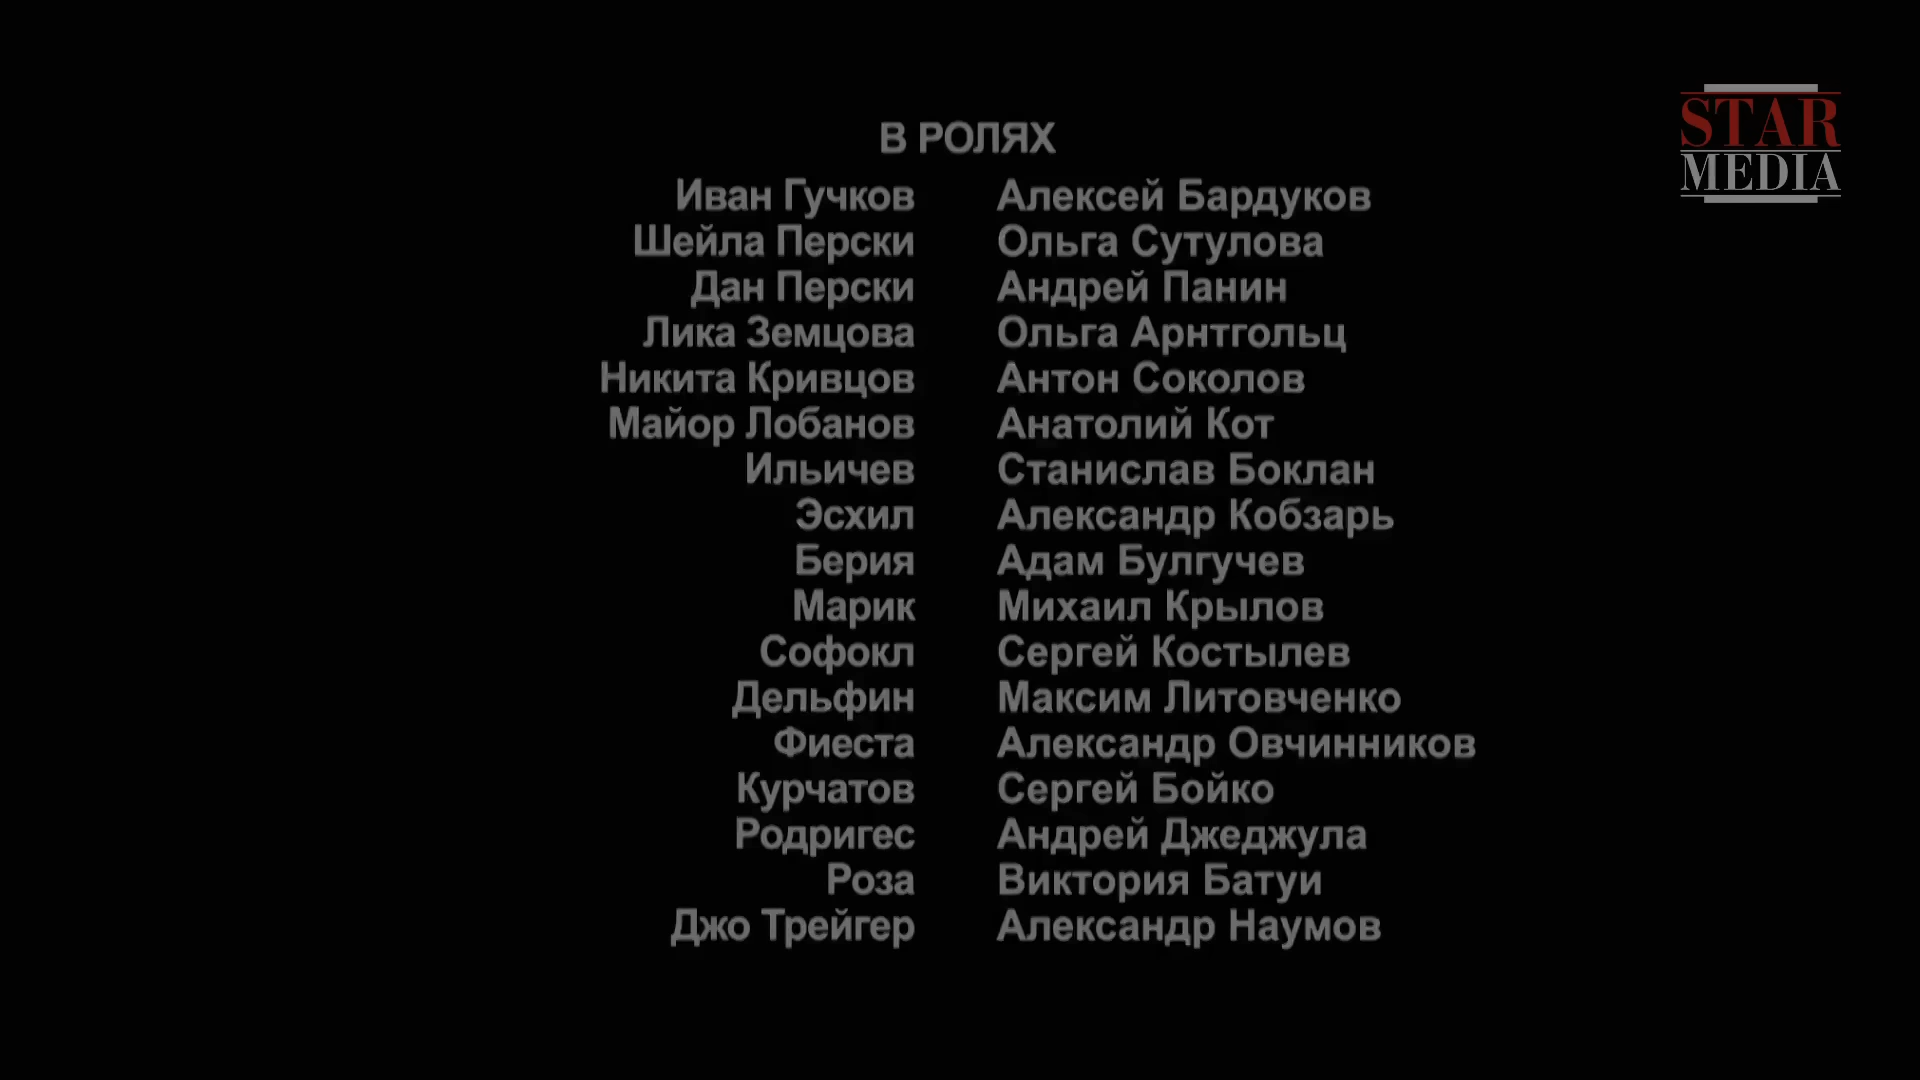 STAR
MEDIA
В РОЛЯХ
Иван Гучков Алексей Бардуков
Шейла Перски Ольга Сутулова
Дан Перски Андрей Панин
Лика Земцова Ольга Арнтгольц
Никита Кривцов Антон Соколов
Майор Лобанов Анатолий Кот
Ильичев Станислав Боклан
Эсхил Александр Кобзарь
Берия Адам Булгучев
Марик Михаил Крылов
Софокл Сергей Костылев
Дельфин Максим Литовченко
Фиеста Александр Овчинников
Курчатов Сергей Бойко
Родригес Андрей Джеджула
Роза Виктория Батуи
Джо Трейгер Александр Наумов